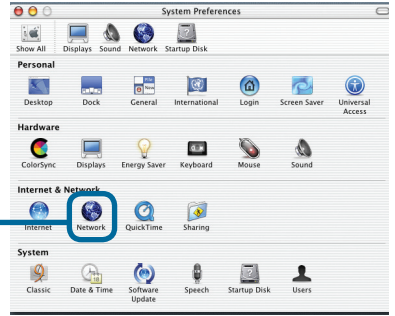 System Preferences
Show All Displays Sound Network Startup Disk
Personal
Desktop Dock General International Login Screen Saver Universal Access
Hardware
ColorSync Displays Energy Saver Keyboard Mouse Sound
Internet & Network
Internet Network QuickTime Sharing
System
Classic Date & Time Software Update Speech Startup Disk Users